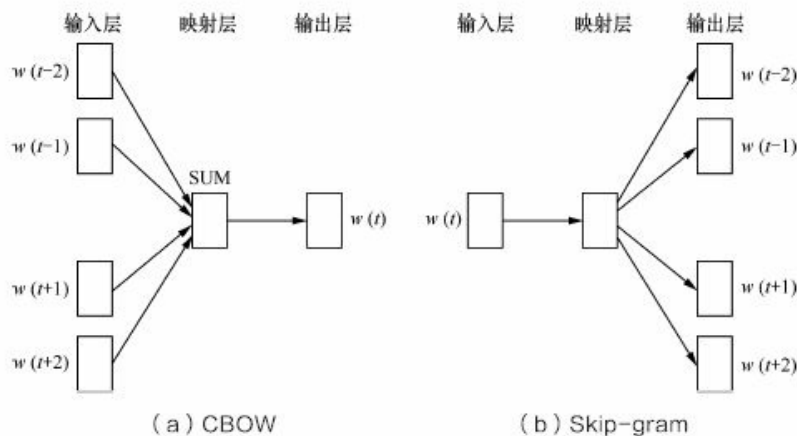 输入层 映射层 输出层
w (t−2)
w (t−1)
SUM
w (t)
w (t+1)
w (t+2)
(a) CBOW
输入层 映射层 输出层
w (t)
w (t−2)
w (t−1)
w (t+1)
w (t+2)
(b) Skip-gram